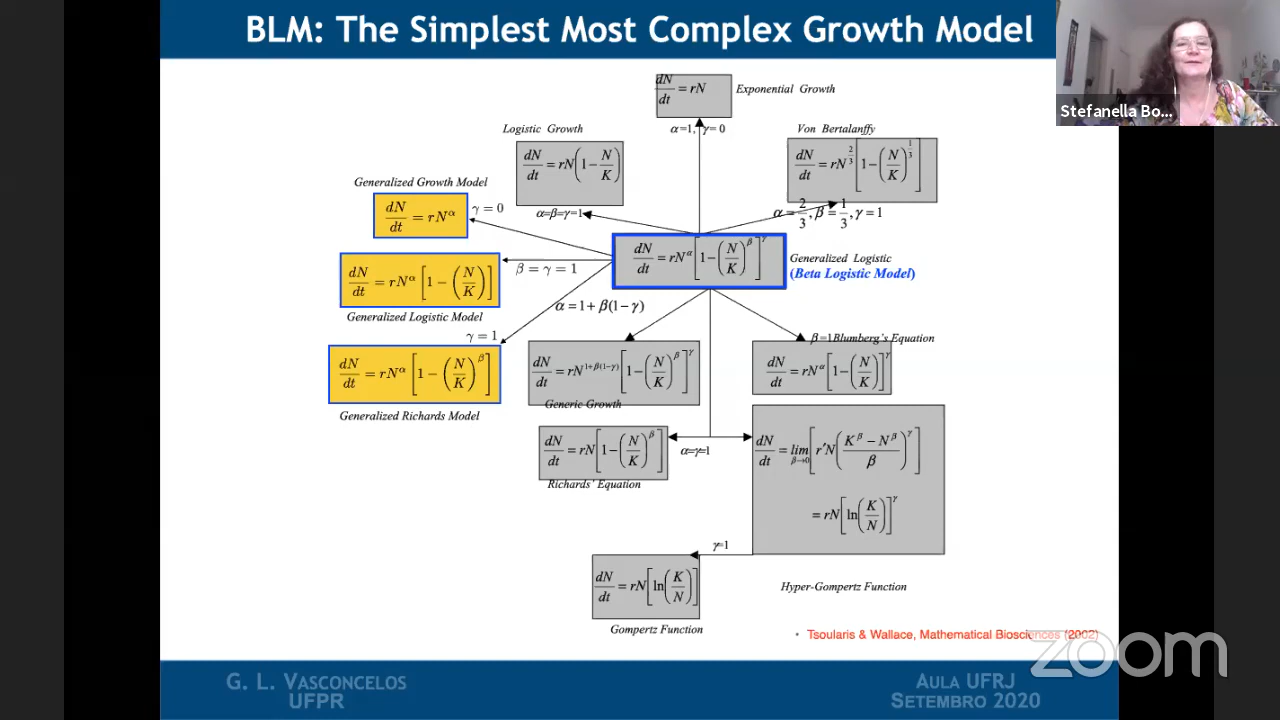 BLM: The Simplest Most Complex Growth Model
Stefanella Bo...
dN/dt = rN
Exponential Growth
α=1, γ= 0
Logistic Growth
dN/dt = rN(1−N/K)
α=β=γ=1
Von Bertalanffy
dN/dt = rN^(2/3)[1−(N/K)^(1/3)]
α = 2/3, β = 1/3, γ = 1
Generalized Growth Model
dN/dt = rN^α
γ = 0
dN/dt = rN^α[1−(N/K)^β]^γ
Generalized Logistic
(Beta Logistic Model)
dN/dt = rN^α [1 − (N/K)]
β = γ = 1
Generalized Logistic Model
α = 1+ β(1−γ)
γ = 1
dN/dt = rN^α [1 − (N/K)^β]
Generalized Richards Model
dN/dt = rN^(1+β(1−γ))[1−(N/K)^β]^γ
Generic Growth
β =1Blumberg's Equation
dN/dt = rN^α[1−(N/K)]^γ
dN/dt = rN[1−(N/K)^β]
Richards' Equation
α=γ=1
dN/dt = lim β→0 [r′N((K^β − N^β)/β)^γ]
= rN[ln(K/N)]^γ
Hyper-Gompertz Function
γ=1
dN/dt = rN[ln(K/N)]
Gompertz Function
• Tsoularis & Wallace, Mathematical Biosciences (2002)
zoom
G. L. VASCONCELOS
UFPR
AULA UFRJ
SETEMBRO 2020